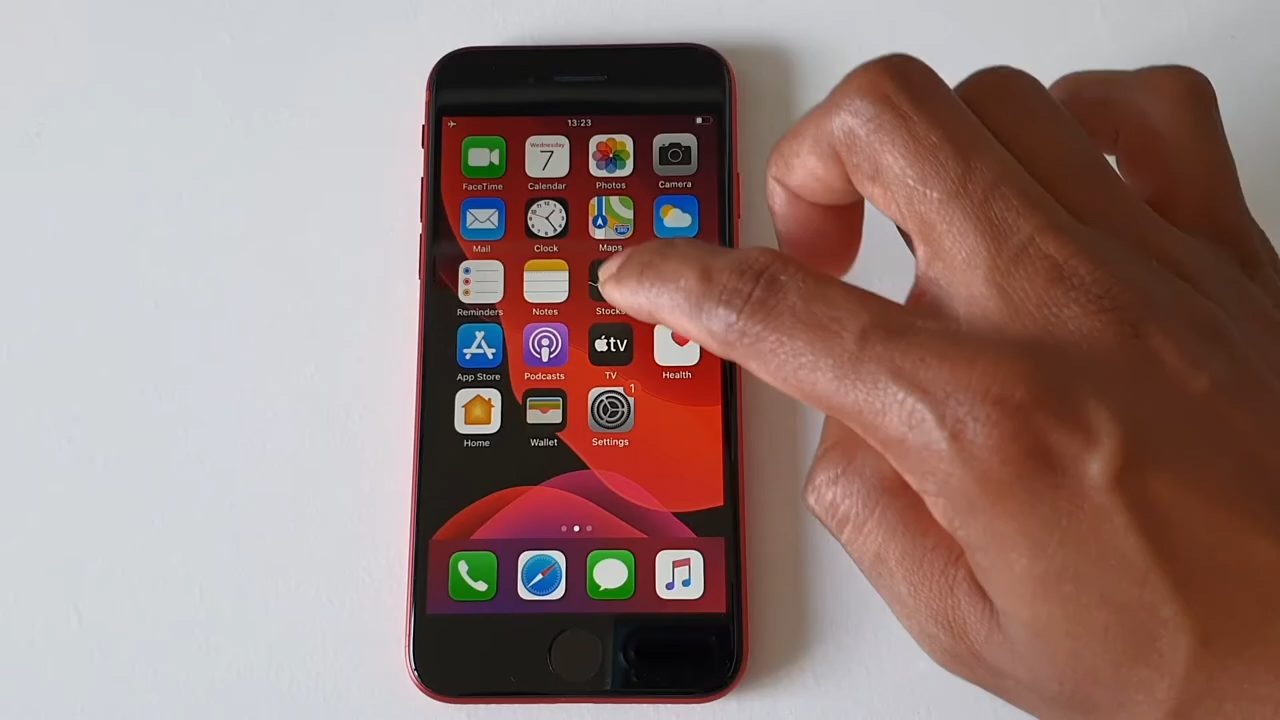 13:23
Wednesday
7
FaceTime Calendar Photos Camera
280
Mail Clock Maps
Reminders Notes Stocks
tv
App Store Podcasts TV Health
1
Home Wallet Settings